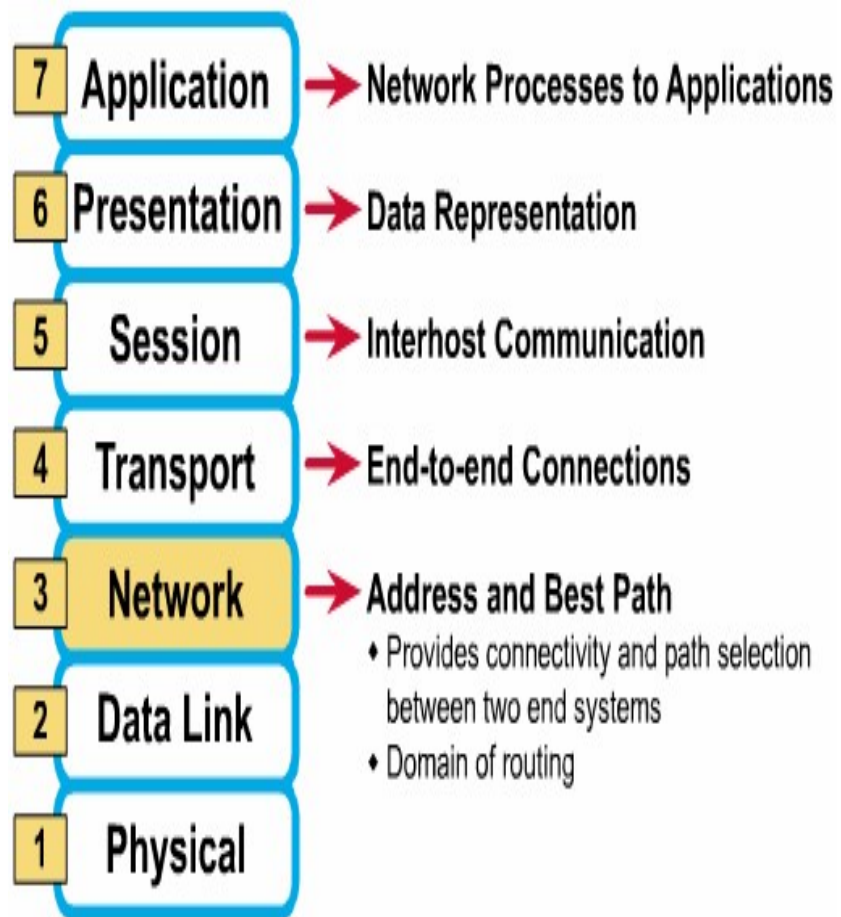 7 Application → Network Processes to Applications
6 Presentation → Data Representation
5 Session → Interhost Communication
4 Transport → End-to-end Connections
3 Network → Address and Best Path
• Provides connectivity and path selection
between two end systems
• Domain of routing
2 Data Link
1 Physical